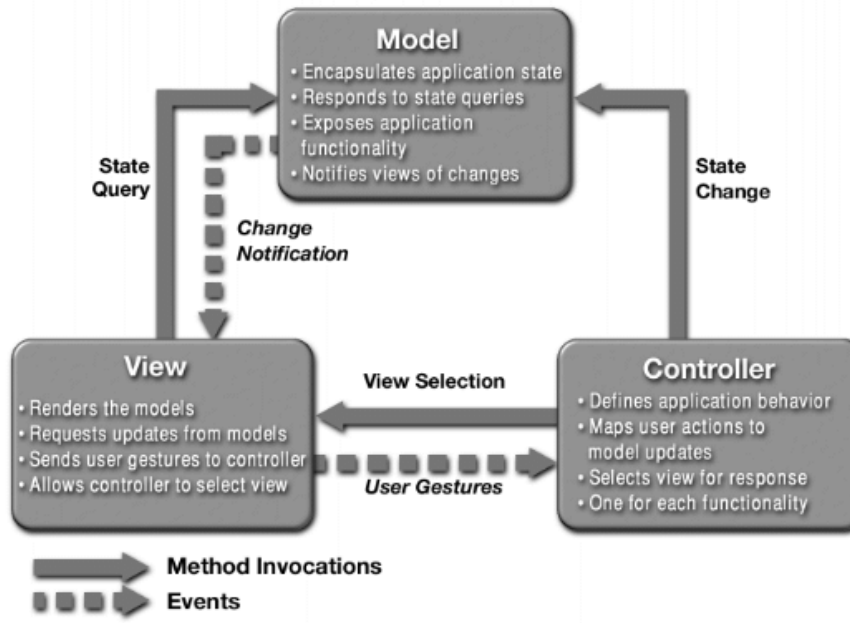 Model
• Encapsulates application state
• Responds to state queries
• Exposes application
functionality
• Notifies views of changes
State
Query
State
Change
Change
Notification
View
• Renders the models
• Requests updates from models
• Sends user gestures to controller
• Allows controller to select view
View Selection
User Gestures
Controller
• Defines application behavior
• Maps user actions to
model updates
• Selects view for response
• One for each functionality
Method Invocations
Events